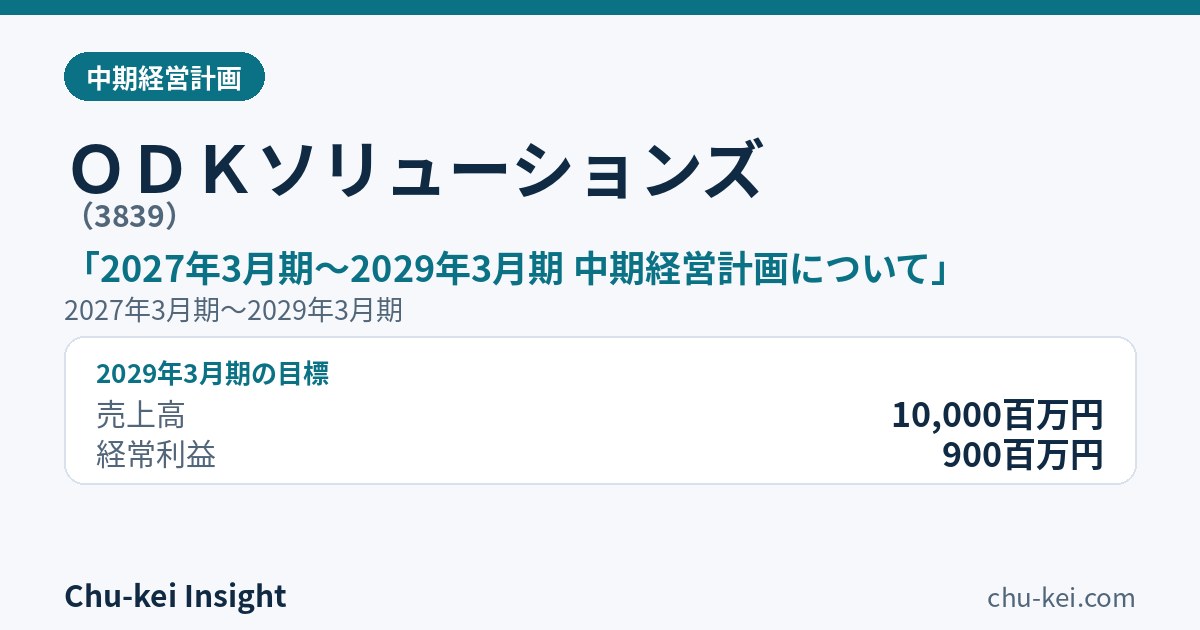 中期経営計画
ＯＤＫソリューションズ
（3839）
「2027年3月期～2029年3月期 中期経営計画について」
2027年3月期～2029年3月期
2029年3月期の目標
売上高 10,000百万円
経常利益 900百万円
Chu-kei Insight chu-kei.com